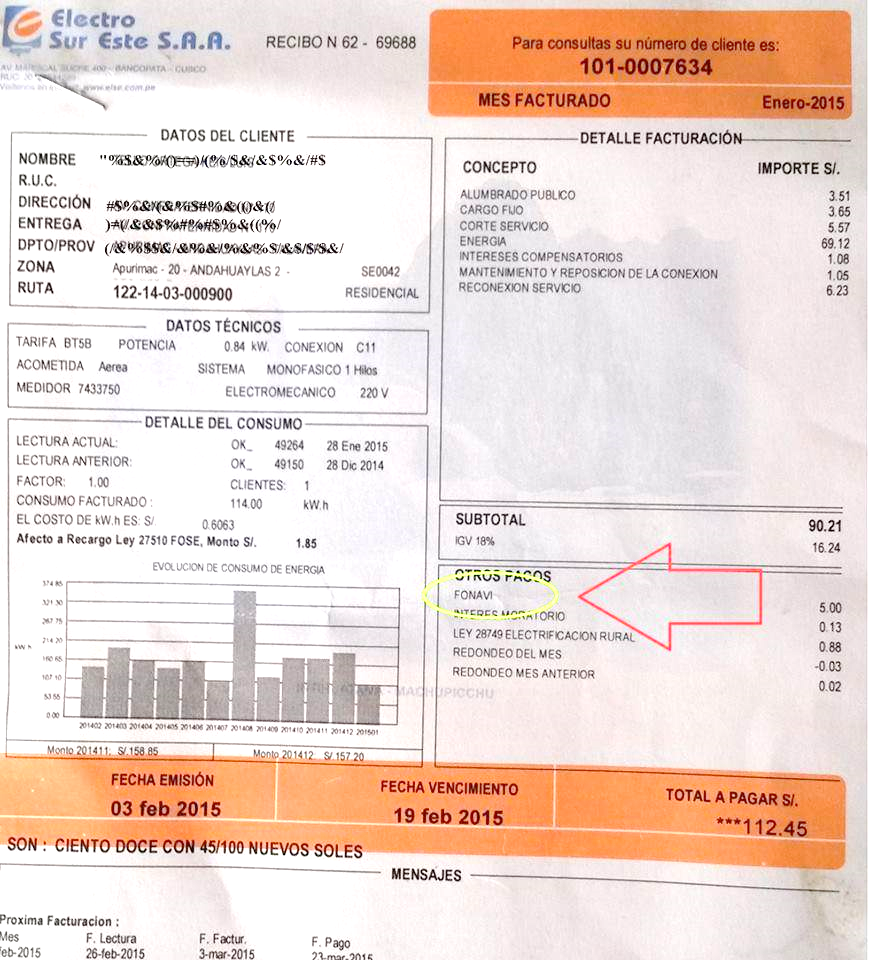 Electro
Sur Este S.A.A.
RECIBO N 62 - 69688
AV MARISCAL SUCRE 400 - BANCOPATA - CUSCO
www.else.com.pe
Para consultas su número de cliente es:
101-0007634
MES FACTURADO Enero-2015
DATOS DEL CLIENTE
NOMBRE
R.U.C.
DIRECCIÓN
ENTREGA
DPTO/PROV
ZONA Apurimac - 20 - ANDAHUAYLAS 2 - SE0042
RUTA 122-14-03-000900 RESIDENCIAL
DATOS TÉCNICOS
TARIFA BT5B POTENCIA 0.84 kW. CONEXION C11
ACOMETIDA Aerea SISTEMA MONOFASICO 1 Hilos
MEDIDOR 7433750 ELECTROMECANICO 220 V
DETALLE DEL CONSUMO
LECTURA ACTUAL: OK_ 49264 28 Ene 2015
LECTURA ANTERIOR: OK_ 49150 28 Dic 2014
FACTOR: 1.00 CLIENTES: 1
CONSUMO FACTURADO : 114.00 kW.h
EL COSTO DE kW.h ES: S/. 0.6063
Afecto a Recargo Ley 27510 FOSE, Monto S/. 1.85
EVOLUCION DE CONSUMO DE ENERGIA
374.85
321.30
267.75
214.20
kW h
160.65
107.10
53.55
0.00
201402 201403 201404 201405 201406 201407 201408 201409 201410 201411 201412 201501
Monto 201411: S/.158.85 Monto 201412: S/.157.20
DETALLE FACTURACIÓN
CONCEPTO IMPORTE S/.
ALUMBRADO PUBLICO 3.51
CARGO FIJO 3.65
CORTE SERVICIO 5.57
ENERGIA 69.12
INTERESES COMPENSATORIOS 1.08
MANTENIMIENTO Y REPOSICION DE LA CONEXION 1.05
RECONEXION SERVICIO 6.23
SUBTOTAL 90.21
IGV 18% 16.24
OTROS PAGOS
FONAVI 5.00
INTERES MORATORIO 0.13
LEY 28749 ELECTRIFICACION RURAL 0.88
REDONDEO DEL MES -0.03
REDONDEO MES ANTERIOR 0.02
MACHUPICCHU
FECHA EMISIÓN
03 feb 2015
FECHA VENCIMIENTO
19 feb 2015
TOTAL A PAGAR S/.
***112.45
SON : CIENTO DOCE CON 45/100 NUEVOS SOLES
MENSAJES
Proxima Facturacion :
Mes F. Lectura F. Factur. F. Pago
feb-2015 26-feb-2015 3-mar-2015 23-mar-2015